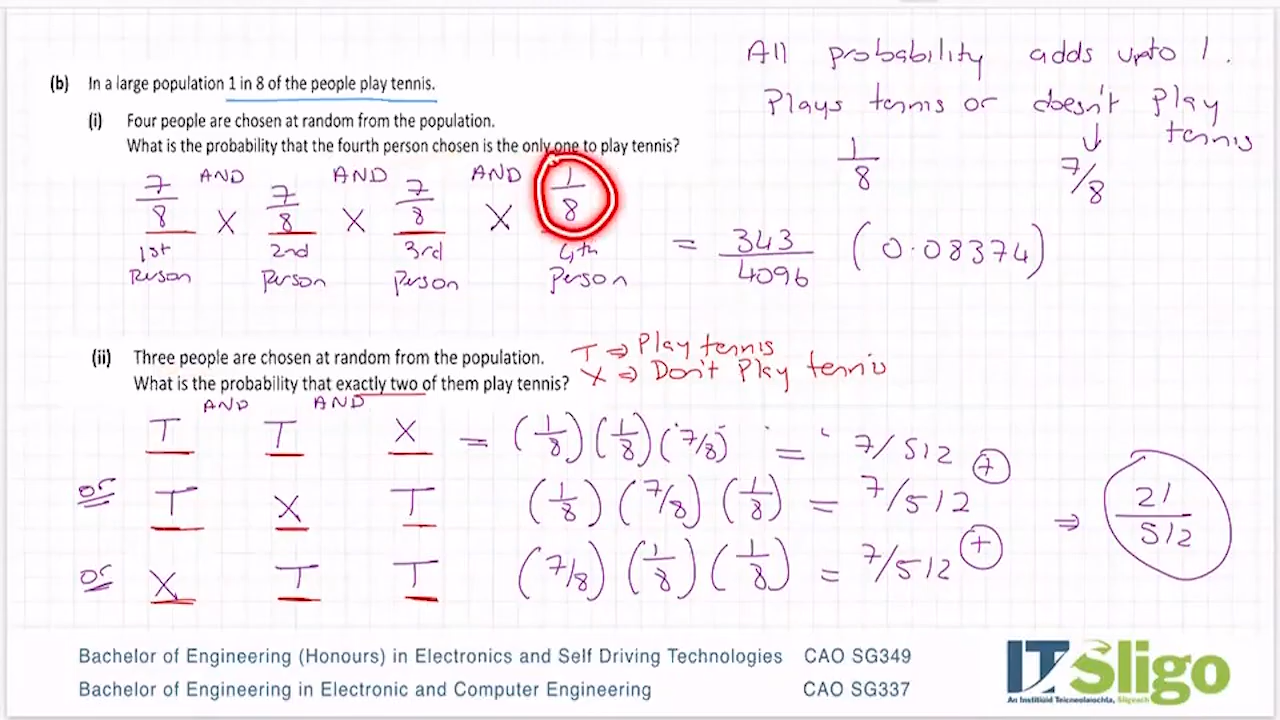 All probability adds upto 1.
(b) In a large population 1 in 8 of the people play tennis.
Plays tennis or doesn't play tennis
1/8 7/8
(i) Four people are chosen at random from the population.
What is the probability that the fourth person chosen is the only one to play tennis?
AND AND AND
7/8 X 7/8 X 7/8 X 1/8 = 343/4096 (0.08374)
1st Person 2nd Person 3rd Person 4th Person
(ii) Three people are chosen at random from the population.
What is the probability that exactly two of them play tennis?
T ⇒ Play tennis
X ⇒ Don't Play tennis
AND AND
T T X = (1/8) (1/8) (7/8) = 7/512 +
or T X T (1/8) (7/8) (1/8) = 7/512 ⇒ 21/512
or X T T (7/8) (1/8) (1/8) = 7/512 +
Bachelor of Engineering (Honours) in Electronics and Self Driving Technologies CAO SG349
Bachelor of Engineering in Electronic and Computer Engineering CAO SG337
IT Sligo
An Institiúid Teicneolaíochta, Sligeach